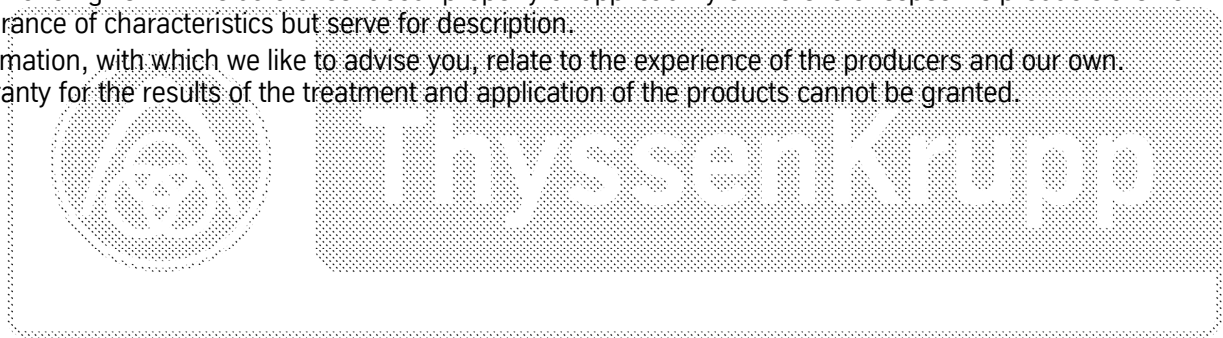 rance of characteristics but serve for description.
mation, with which we like to advise you, relate to the experience of the producers and our own.
anty for the results of the treatment and application of the products cannot be granted.
ThyssenKrupp